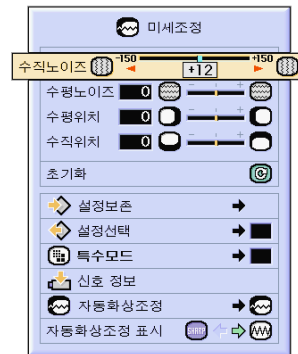 미세조정
수직노이즈 -150 +12 +150
수평노이즈 0 - +
수평위치 0 - +
수직위치 0 - +
초기화
설정보존
설정선택
특수모드
신호 정보
자동화상조정
자동화상조정 표시